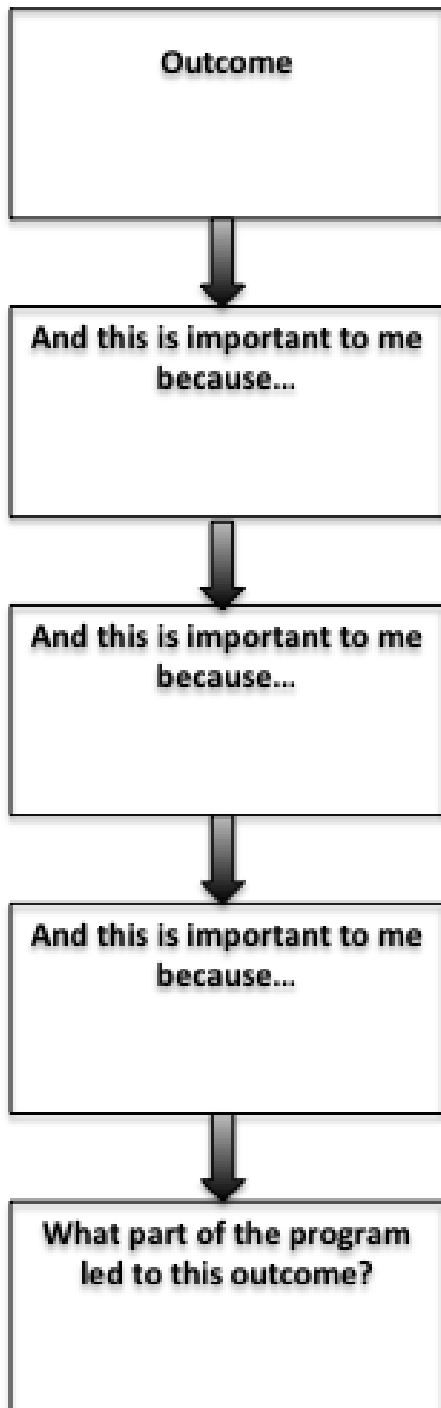 Outcome
And this is important to me
because...
And this is important to me
because...
And this is important to me
because...
What part of the program
led to this outcome?